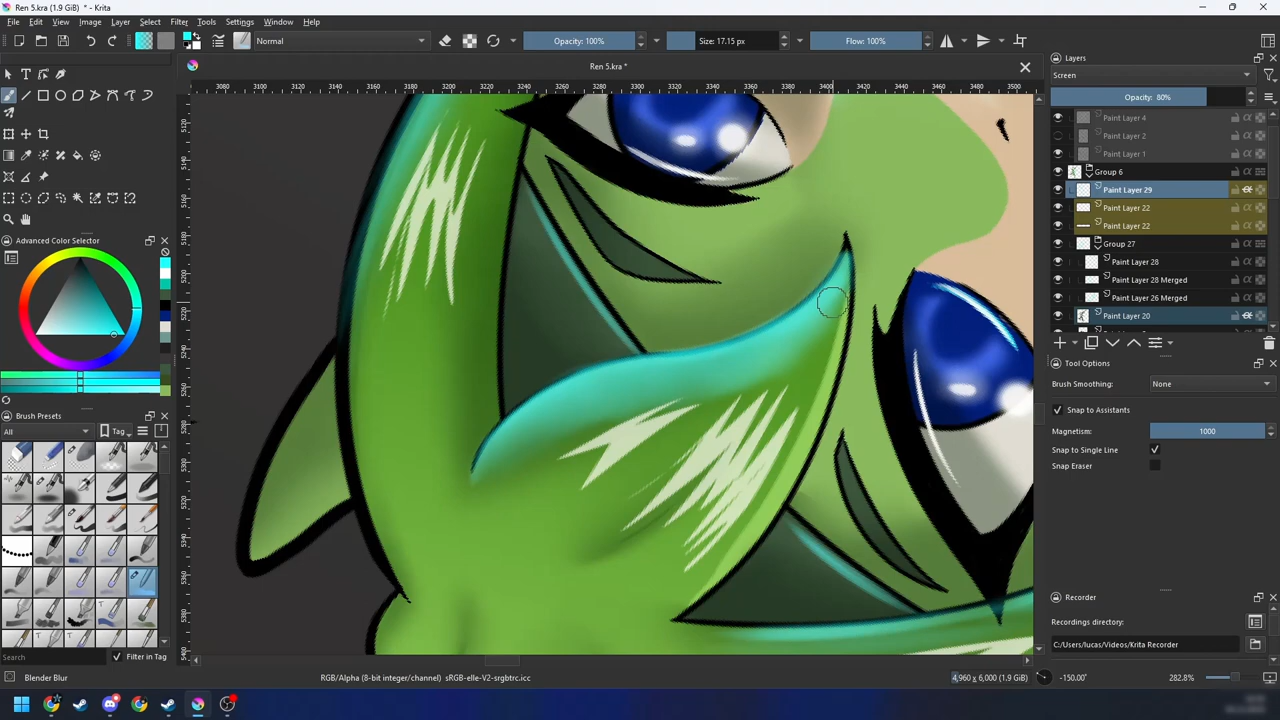 Ren 5.kra * - Krita
File Edit View Image Layer Select Filter Tools Settings Window Help
Normal
Opacity: 100%
Size: 17.15 px
Flow: 100%
Ren 5.kra *
3080 3100 3120 3140 3160 3180 3200 3220 3240 3260 3280 3300 3320 3340 3360 3380 3400 3420 3440 3460 3480 3500
Layers
Screen
Opacity: 80%
Paint Layer 4
Paint Layer 2
Paint Layer 1
Group 6
Paint Layer 29
Paint Layer 22
Paint Layer 22
Group 27
Paint Layer 28
Paint Layer 28 Merged
Paint Layer 26 Merged
Paint Layer 20
Advanced Color Selector
Brush Presets
All
Tag
Search
Filter in Tag
Tool Options
Brush Smoothing: None
Snap to Assistants
Magnetism: 1000
Snap to Single Line
Snap Eraser
Recorder
Recordings directory:
C:/Users/lucas/Videos/Krita Recorder
Blender Blur
RGB/Alpha (8-bit integer/channel) sRGB-elle-V2-srgbtrc.icc
4,960 x 6,000 (1.9 GiB)
-150.00°
282.8%